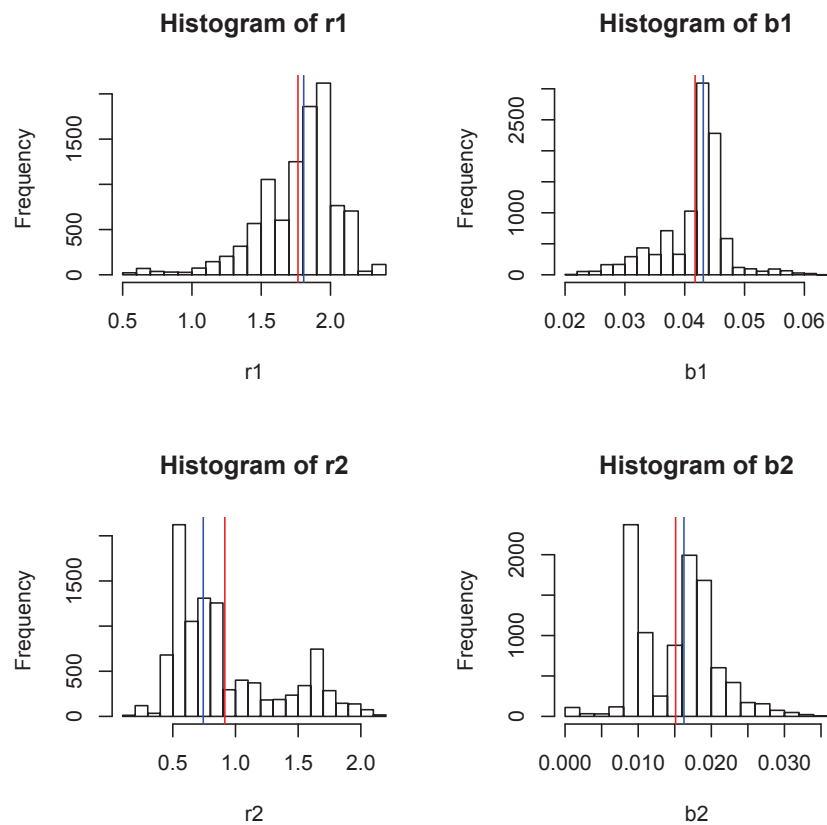 Histogram of r1
Frequency
0 500 1500
0.5 1.0 1.5 2.0
r1
Histogram of b1
Frequency
0 1000 2500
0.02 0.03 0.04 0.05 0.06
b1
Histogram of r2
Frequency
0 500 1500
0.5 1.0 1.5 2.0
r2
Histogram of b2
Frequency
0 1000 2000
0.000 0.010 0.020 0.030
b2